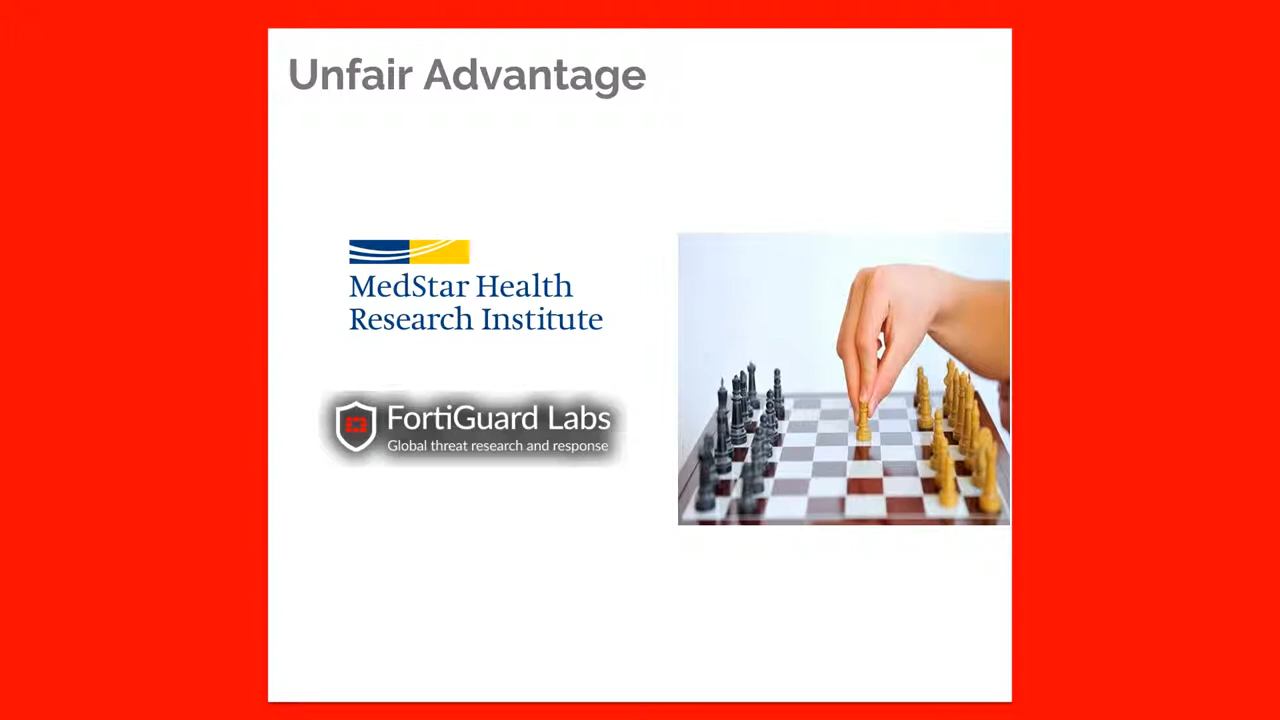 Unfair Advantage
MedStar Health
Research Institute
FortiGuard Labs
Global threat research and response